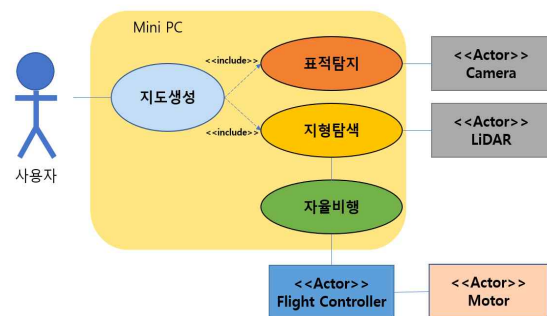 Mini PC
<<include>>
표적탐지
<<Actor>>
Camera
지도생성
<<include>>
지형탐색
<<Actor>>
LiDAR
사용자
자율비행
<<Actor>>
Flight Controller
<<Actor>>
Motor